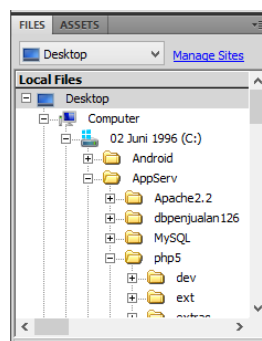 FILES ASSETS
Desktop Manage Sites
Local Files
Desktop
Computer
02 Juni 1996 (C:)
Android
AppServ
Apache2.2
dbpenjualan126
MySQL
php5
dev
ext